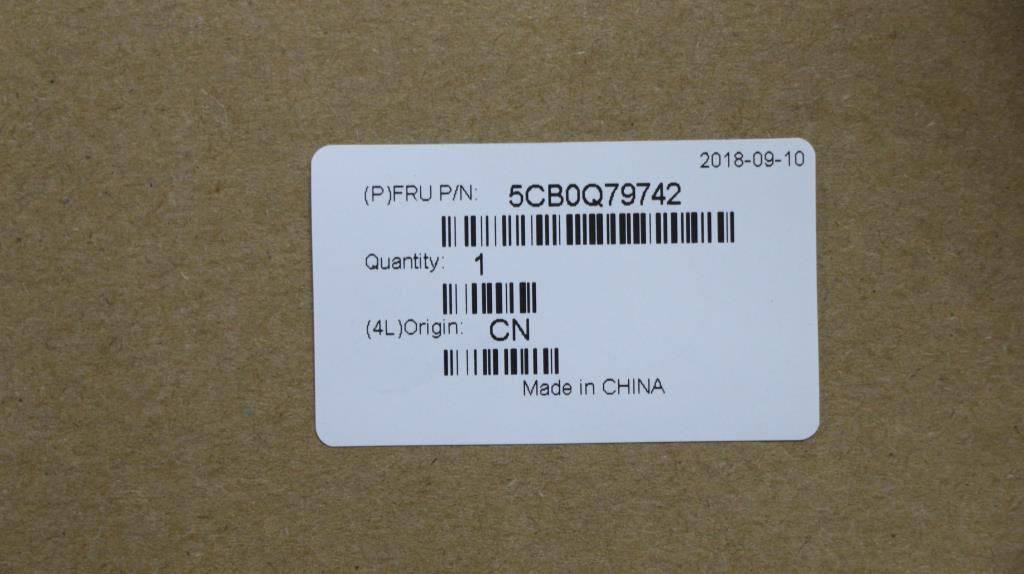 2018-09-10
(P)FRU P/N: 5CB0Q79742
Quantity: 1
(4L)Origin: CN
Made in CHINA